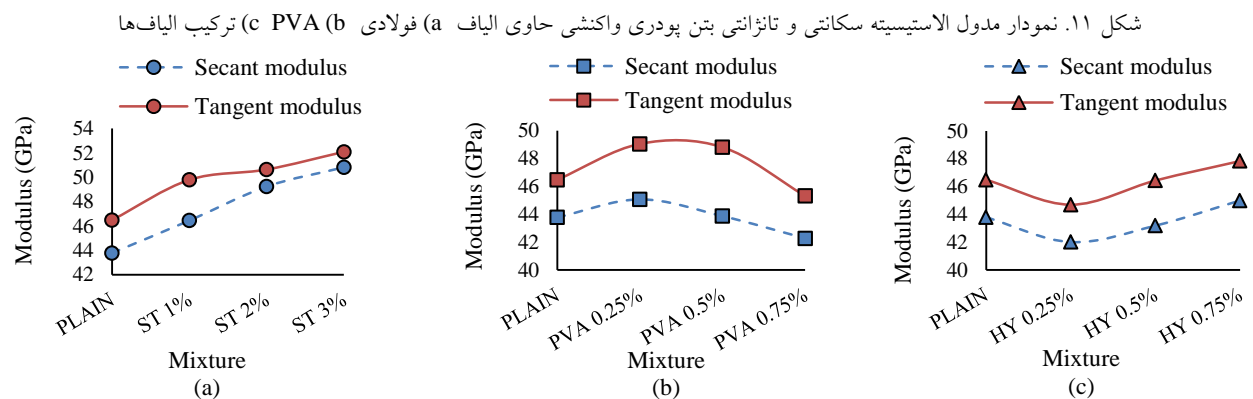 شکل ۱۱. نمودار مدول الاستیسیته سکانتی و تانژانتی بتن پودری واکنشی حاوی الیاف a) فولادی b) PVA c) ترکیب الیاف‌ها
Secant modulus
Tangent modulus
Modulus (GPa)
54
52
50
48
46
44
42
PLAIN
ST 1%
ST 2%
ST 3%
Mixture
(a)
Secant modulus
Tangent modulus
Modulus (GPa)
50
48
46
44
42
40
PLAIN
PVA 0.25%
PVA 0.5%
PVA 0.75%
Mixture
(b)
Secant modulus
Tangent modulus
Modulus (GPa)
50
48
46
44
42
40
PLAIN
HY 0.25%
HY 0.5%
HY 0.75%
Mixture
(c)